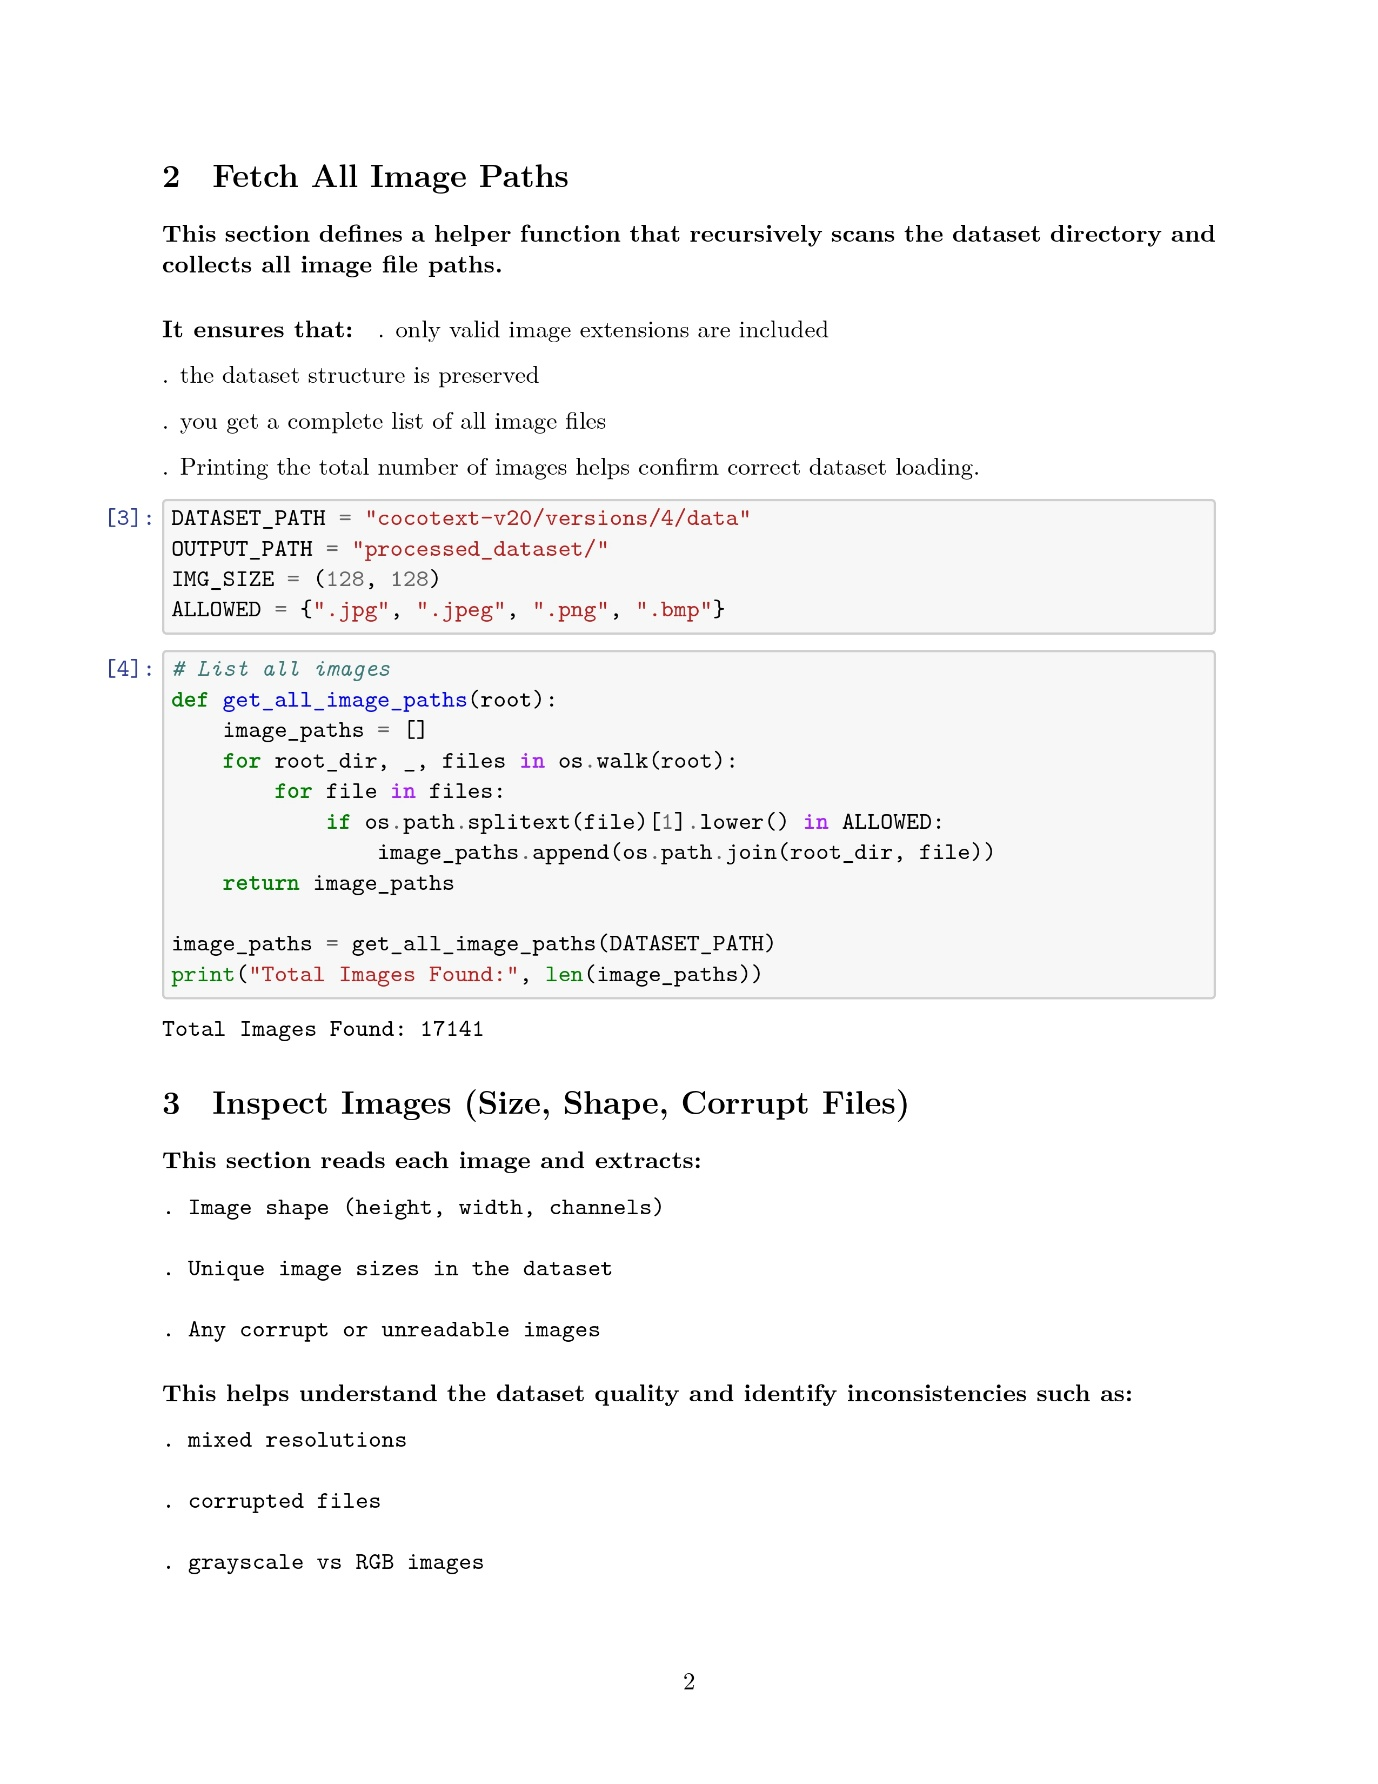 2 Fetch All Image Paths
This section defines a helper function that recursively scans the dataset directory and
collects all image file paths.
It ensures that: . only valid image extensions are included
. the dataset structure is preserved
. you get a complete list of all image files
. Printing the total number of images helps confirm correct dataset loading.
[3]: DATASET_PATH = "cocotext-v20/versions/4/data"
OUTPUT_PATH = "processed_dataset/"
IMG_SIZE = (128, 128)
ALLOWED = {".jpg", ".jpeg", ".png", ".bmp"}
[4]: # List all images
def get_all_image_paths(root):
    image_paths = []
    for root_dir, _, files in os.walk(root):
        for file in files:
            if os.path.splitext(file)[1].lower() in ALLOWED:
                image_paths.append(os.path.join(root_dir, file))
    return image_paths
image_paths = get_all_image_paths(DATASET_PATH)
print("Total Images Found:", len(image_paths))
Total Images Found: 17141
3 Inspect Images (Size, Shape, Corrupt Files)
This section reads each image and extracts:
. Image shape (height, width, channels)
. Unique image sizes in the dataset
. Any corrupt or unreadable images
This helps understand the dataset quality and identify inconsistencies such as:
. mixed resolutions
. corrupted files
. grayscale vs RGB images
2